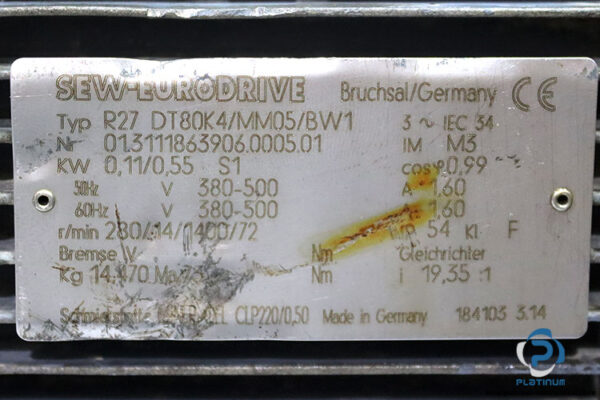 SEW-EURODRIVE Bruchsal/Germany CE
Typ R27 DT80K4/MM05/BW1 3 ~ IEC 34
Nr 01.3111863906.0005.01 IM M3
KW 0,11/0,55 S1 cosφ 0,99
50Hz V 380-500 A 1,60
60Hz V 380-500 1,60
r/min 280/ 14/1400/72 IP 54 Kl F
Bremse V Nm Gleichrichter
Kg 14,470 Ma Nm i 19,35 :1
Schmierstoffe CLP220/0,50 Made in Germany 184103 3.14
PLATINUM